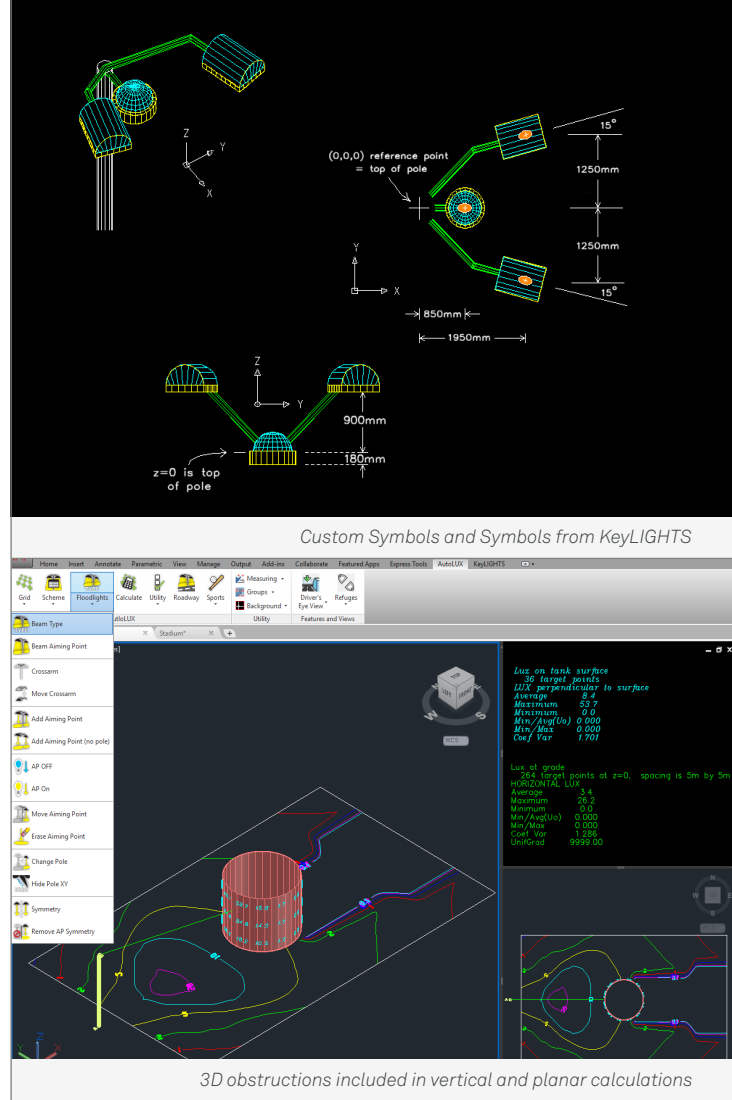 Z
Y
X
(0,0,0) reference point
= top of pole
15°
1250mm
1250mm
15°
Y
X
850mm
1950mm
Z
Y
900mm
180mm
z=0 is top
of pole
Custom Symbols and Symbols from KeyLIGHTS
Home Insert Annotate Parametric View Manage Output Add-ins Collaborate Featured Apps Express Tools AutoLUX KeyLIGHTS
Grid Scheme Floodlights Calculate Utility Roadway Sports
Measuring
Groups
Background
Driver's
Eye View
Refuges
Utility Features and Views
Stadium*
Beam Type
Beam Aiming Point
Crossarm
Move Crossarm
Add Aiming Point
Add Aiming Point (no pole)
AP OFF
AP On
Move Aiming Point
Erase Aiming Point
Change Pole
Hide Pole XY
Symmetry
Remove AP Symmetry
LEFT FRONT
W S
WCS
Lux on tank surface
36 target points
LUX perpendicular to surface
Average 8.4
Maximum 53.7
Minimum 0.0
Min/Avg(Uo) 0.000
Min/Max 0.000
Coef Var 1.701
Lux at grade
264 target points at z=0, spacing is 5m by 5m
HORIZONTAL LUX
Average 3.4
Maximum 26.2
Minimum 0.0
Min/Avg(Uo) 0.000
Min/Max 0.000
Coef Var 1.286
UnifGrad 9999.00
N
W E
S
Z
Y
X
3D obstructions included in vertical and planar calculations